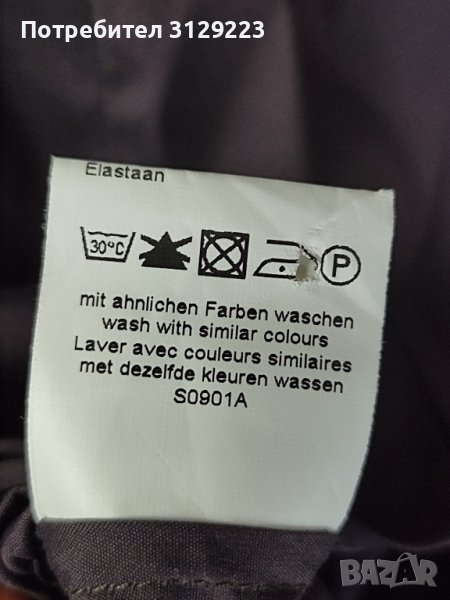 Потребител 3129223
Elastaan
30°C
P
mit ahnlichen Farben waschen
wash with similar colours
Laver avec couleurs similaires
met dezelfde kleuren wassen
S0901A
BAZAR